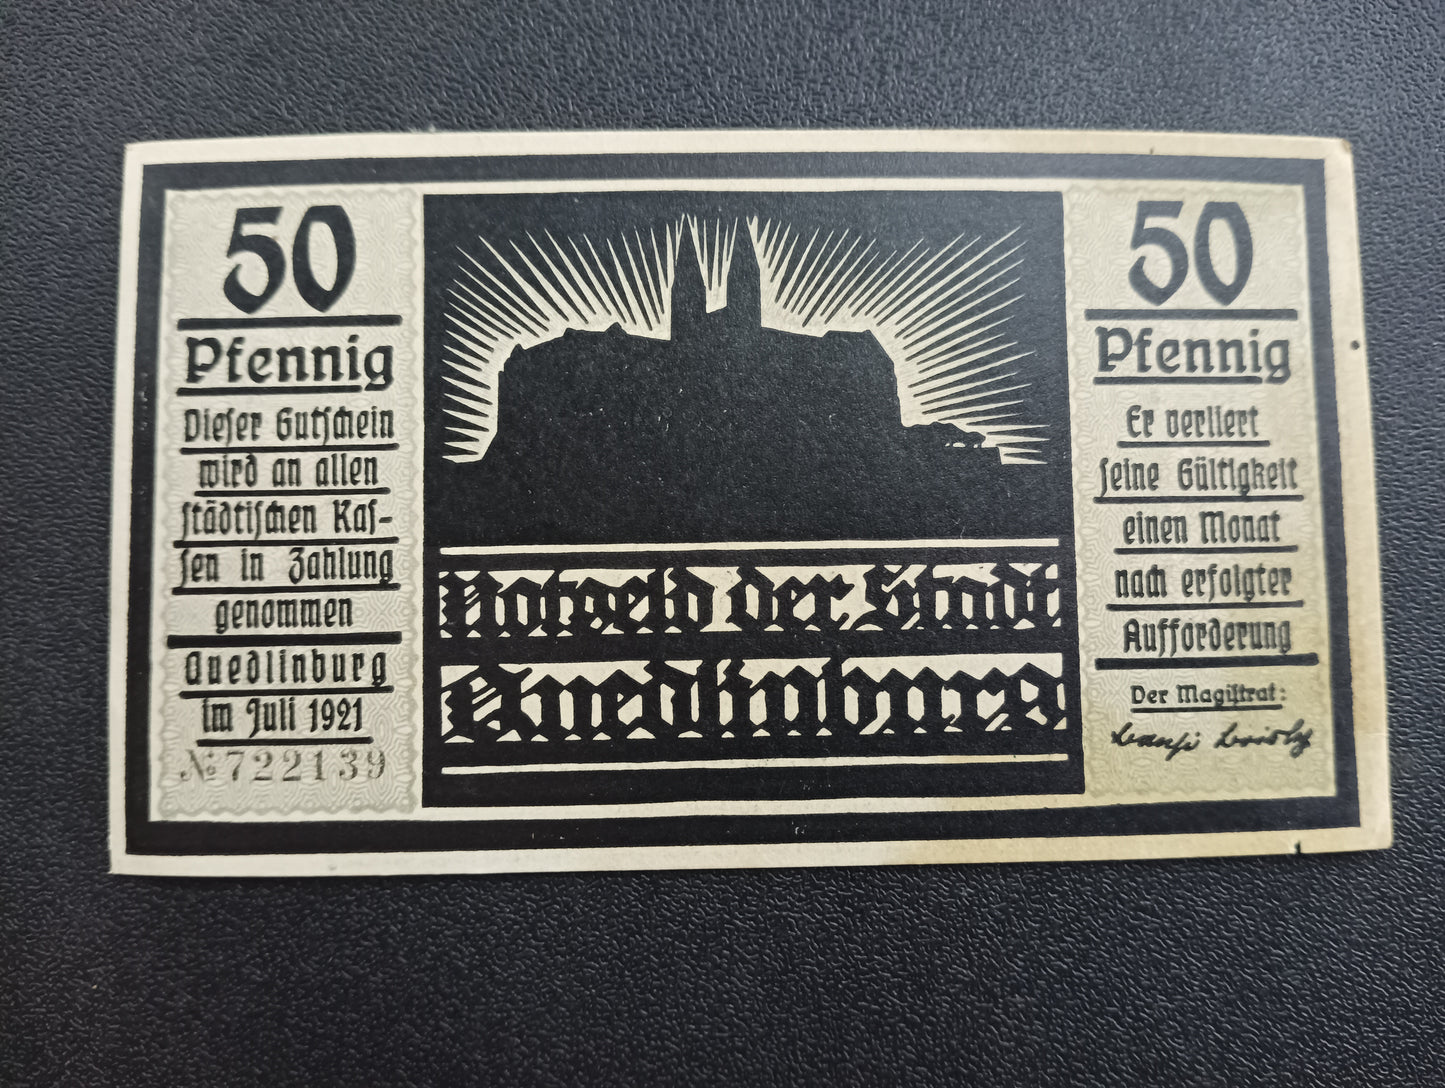 50
Pfennig
Dieser Gutschein
wird an allen
städtischen Kas-
sen in Zahlung
genommen
Quedlinburg
im Juli 1921
№ 722139
Notgeld der Stadt
Quedlinburg
50
Pfennig
Er verliert
seine Gültigkeit
einen Monat
nach erfolgter
Aufforderung
Der Magistrat: